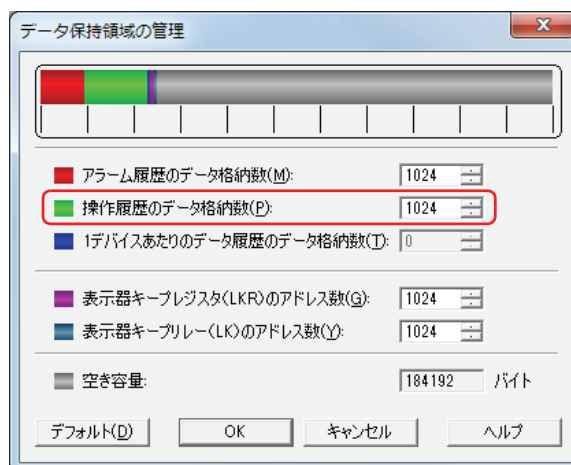 データ保持領域の管理
アラーム履歴のデータ格納数(M): 1024
操作履歴のデータ格納数(P): 1024
1デバイスあたりのデータ履歴のデータ格納数(T): 0
表示器キープレジスタ(LKR)のアドレス数(G): 1024
表示器キープリレー(LK)のアドレス数(Y): 1024
空き容量: 184192 バイト
デフォルト(D) OK キャンセル ヘルプ